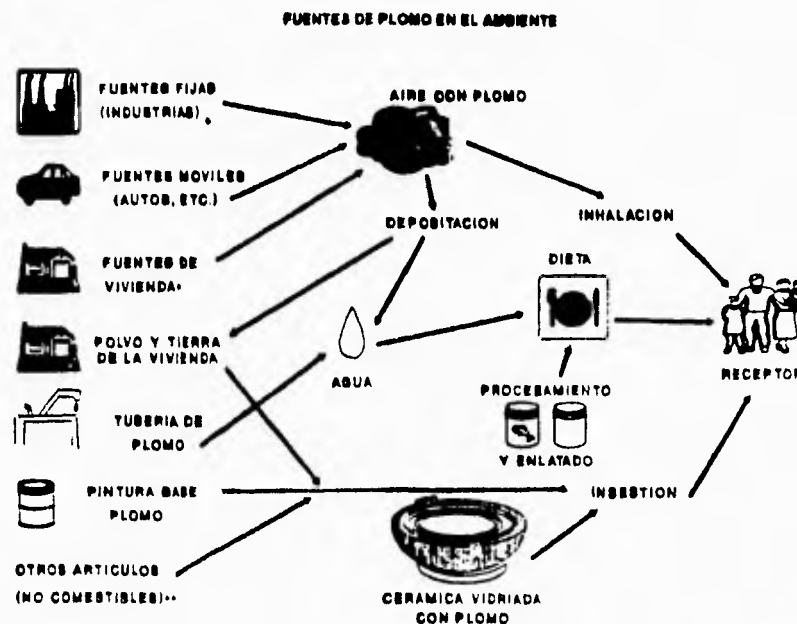 FUENTES DE PLOMO EN EL AMBIENTE
FUENTES FIJAS
(INDUSTRIAS)
AIRE CON PLOMO
FUENTES MOVILES
(AUTOS, ETC.)
DEPOSITACION
INHALACION
FUENTES DE
VIVIENDA*
DIETA
POLVO Y TIERRA
DE LA VIVIENDA
AGUA
RECEPTOR
PROCESAMIENTO
Y ENLATADO
TUBERIA DE
PLOMO
PINTURA BASE
PLOMO
INGESTION
OTROS ARTICULOS
(NO COMESTIBLES)**
CERAMICA VIDRIADA
CON PLOMO